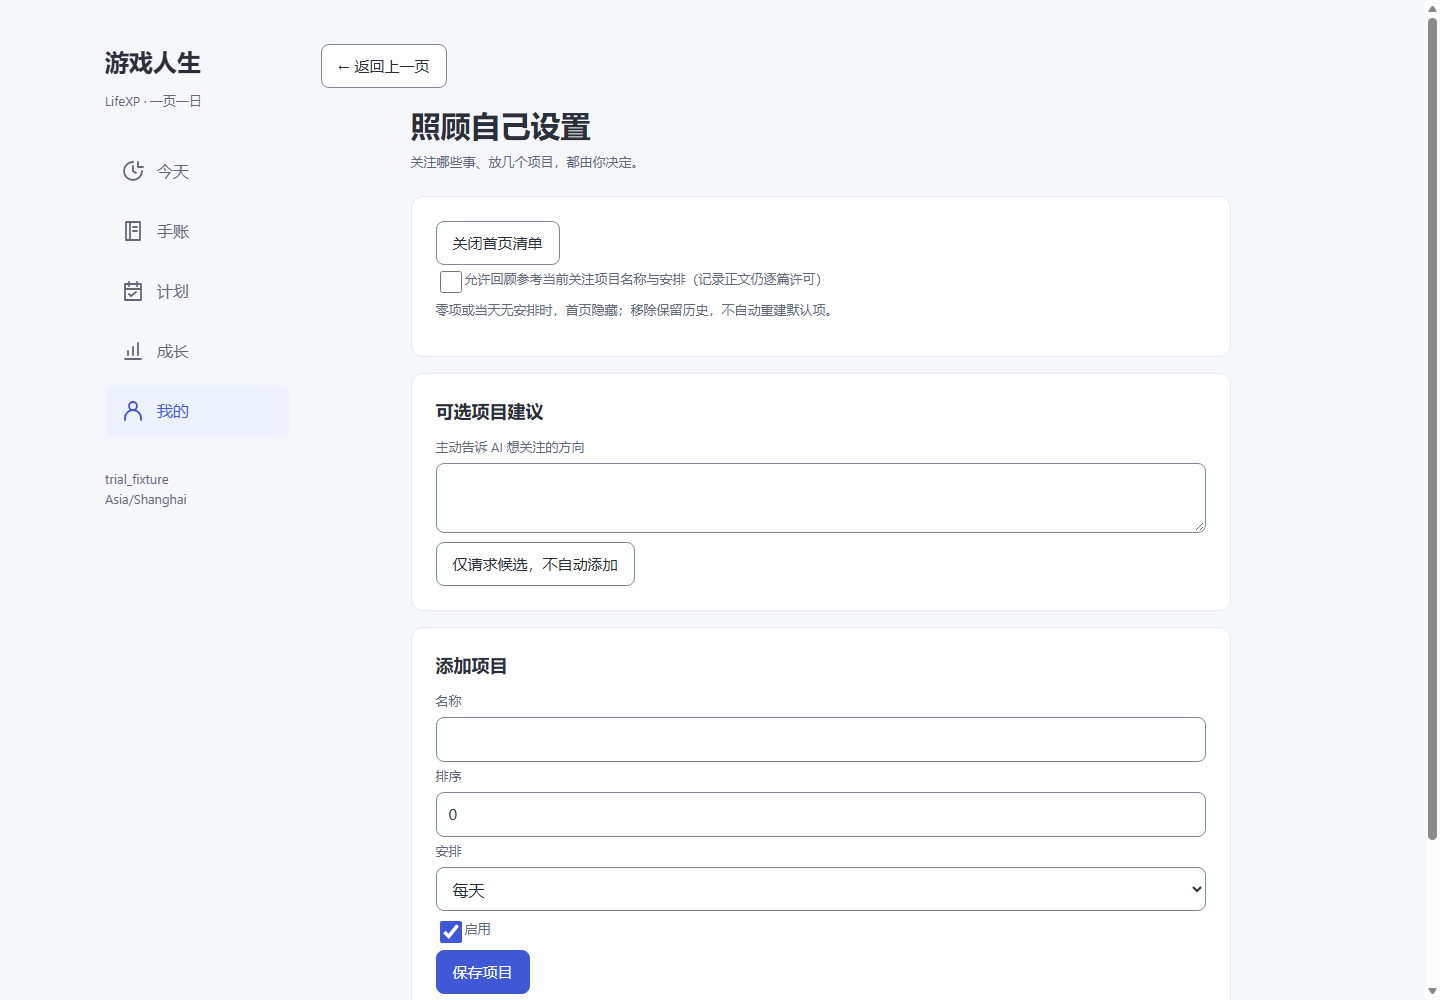 游戏人生
LifeXP · 一页一日
今天
手账
计划
成长
我的
trial_fixture
Asia/Shanghai
← 返回上一页
照顾自己设置
关注哪些事、放几个项目，都由你决定。
关闭首页清单
允许回顾参考当前关注项目名称与安排（记录正文仍逐篇许可）
零项或当天无安排时，首页隐藏；移除保留历史，不自动重建默认项。
可选项目建议
主动告诉 AI 想关注的方向
仅请求候选，不自动添加
添加项目
名称
排序
0
安排
每天
启用
保存项目